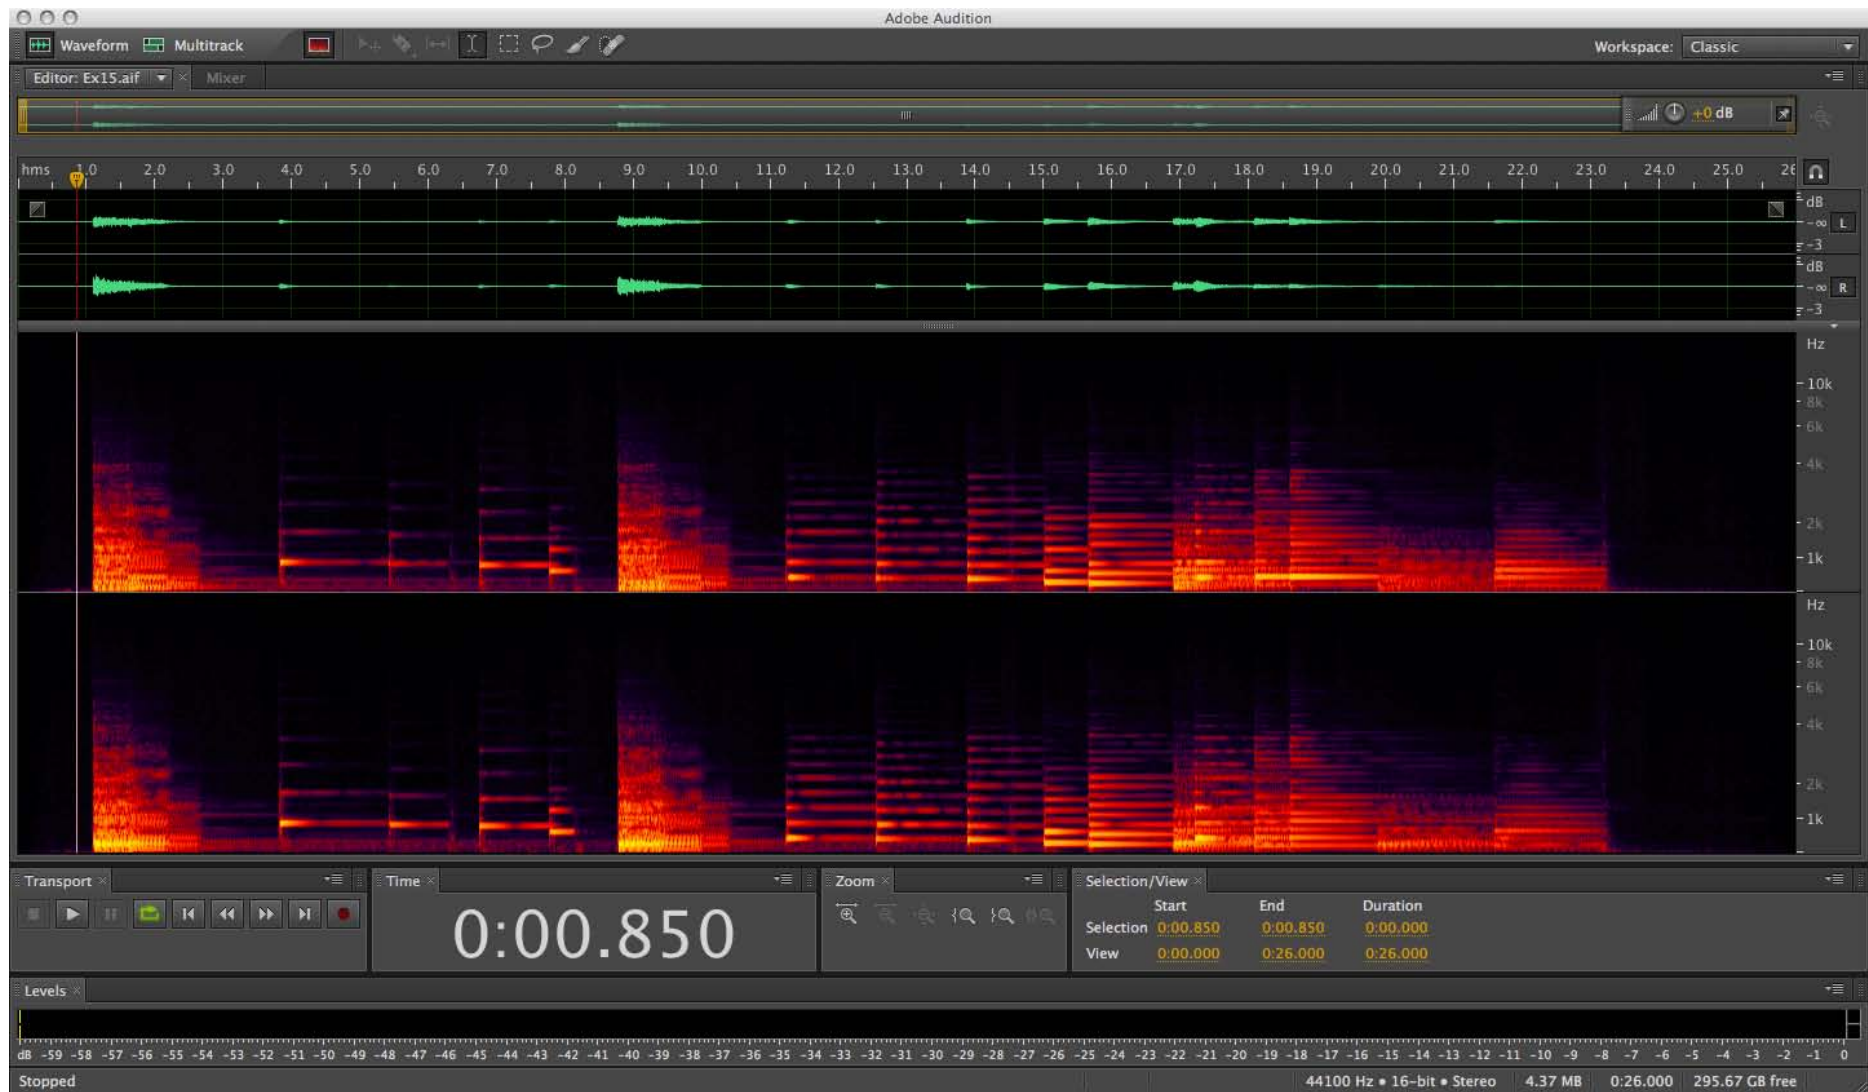 Adobe Audition
Waveform Multitrack Workspace: Classic
Editor: Ex15.aif Mixer
+0 dB
hms 1.0 2.0 3.0 4.0 5.0 6.0 7.0 8.0 9.0 10.0 11.0 12.0 13.0 14.0 15.0 16.0 17.0 18.0 19.0 20.0 21.0 22.0 23.0 24.0 25.0 26
dB
-∞ L
-3
dB
-∞ R
-3
Hz
10k
8k
6k
4k
2k
1k
Hz
10k
8k
6k
4k
2k
1k
Transport Time Zoom Selection/View
Start End Duration
Selection 0:00.850 0:00.850 0:00.000
View 0:00.000 0:26.000 0:26.000
0:00.850
Levels
dB -59 -58 -57 -56 -55 -54 -53 -52 -51 -50 -49 -48 -47 -46 -45 -44 -43 -42 -41 -40 -39 -38 -37 -36 -35 -34 -33 -32 -31 -30 -29 -28 -27 -26 -25 -24 -23 -22 -21 -20 -19 -18 -17 -16 -15 -14 -13 -12 -11 -10 -9 -8 -7 -6 -5 -4 -3 -2 -1 0
Stopped 44100 Hz • 16-bit • Stereo 4.37 MB 0:26.000 295.67 GB free